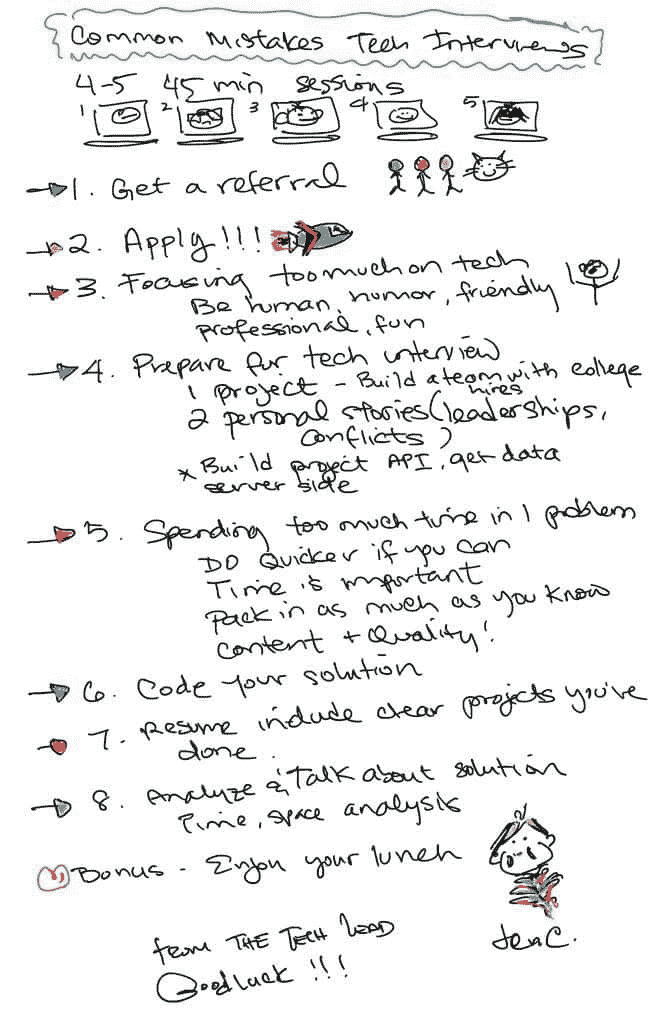 Common Mistakes Tech Interviews
4-5 45 min sessions
1 2 3 4 5
1. Get a referral
2. Apply!!!
3. Focusing too much on tech
Be human, humor, friendly
professional, fun
4. Prepare for tech interview
1 project - Build a team with college
hires
2 personal stories (leaderships,
conflicts)
* Build project API, get data
server side
5. Spending too much time in 1 problem
DO Quicker if you can
Time is important
Pack in as much as you know
Content + Quality!
6. Code your solution
7. Resume include clear projects you've
done.
8. Analyze & Talk about solution
Time, space analysis
Bonus - Enjoy your lunch
from THE TECH LEAD
Good luck !!!
Jen C.